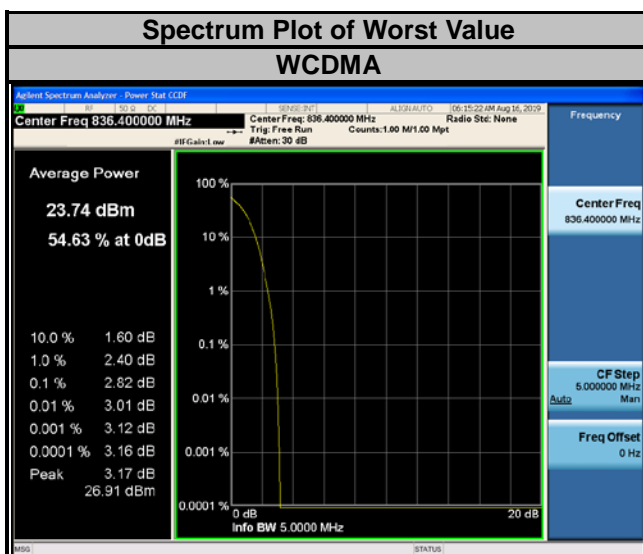 Spectrum Plot of Worst Value
WCDMA
Agilent Spectrum Analyzer - Power Stat CCDF
RF 50 Ω DC SENSE:INT ALIGNAUTO 06:15:22 AM Aug 16, 2019
Center Freq 836.400000 MHz
Center Freq: 836.400000 MHz Radio Std: None
Trig: Free Run Counts:1.00 M/1.00 Mpt
#IFGain:Low #Atten: 30 dB
Frequency
Average Power
23.74 dBm
54.63 % at 0dB
10.0 % 1.60 dB
1.0 % 2.40 dB
0.1 % 2.82 dB
0.01 % 3.01 dB
0.001 % 3.12 dB
0.0001 % 3.16 dB
Peak 3.17 dB
26.91 dBm
100 %
10 %
1 %
0.1 %
0.01 %
0.001 %
0.0001 %
0 dB 20 dB
Info BW 5.0000 MHz
Center Freq
836.400000 MHz
CF Step
5.000000 MHz
Auto Man
Freq Offset
0 Hz
MSG STATUS